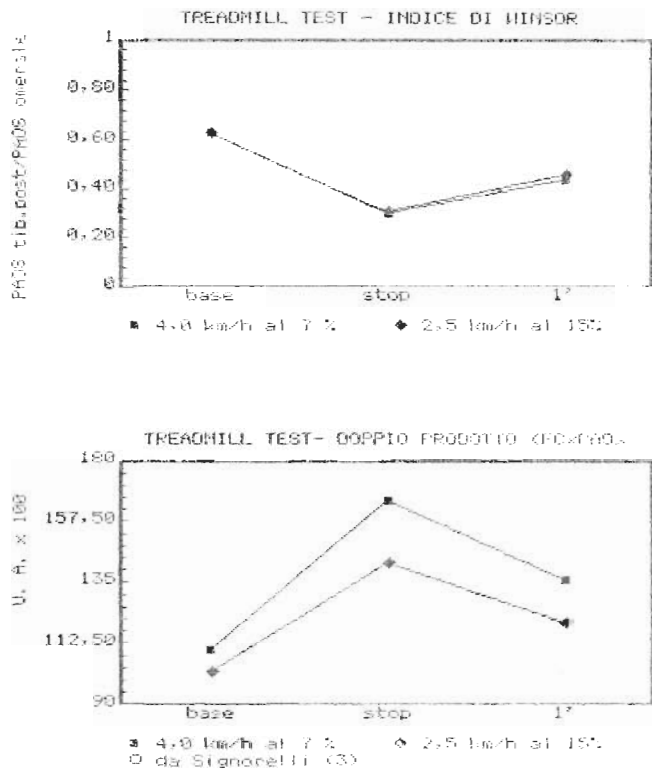 TREADMILL TEST - INDICE DI WINSOR
PAOS tib.post/PAOS omerale
1
0,80
0,60
0,40
0,20
0
base stop 1'
■ 4,0 km/h al 7 % ◆ 2,5 km/h al 15%
TREADMILL TEST- DOPPIO PRODOTTO
U. A. x 100
180
157,50
135
112,50
90
base stop 1'
■ 4,0 km/h al 7 % ◇ 2,5 km/h al 15%
O da Signorelli (3)